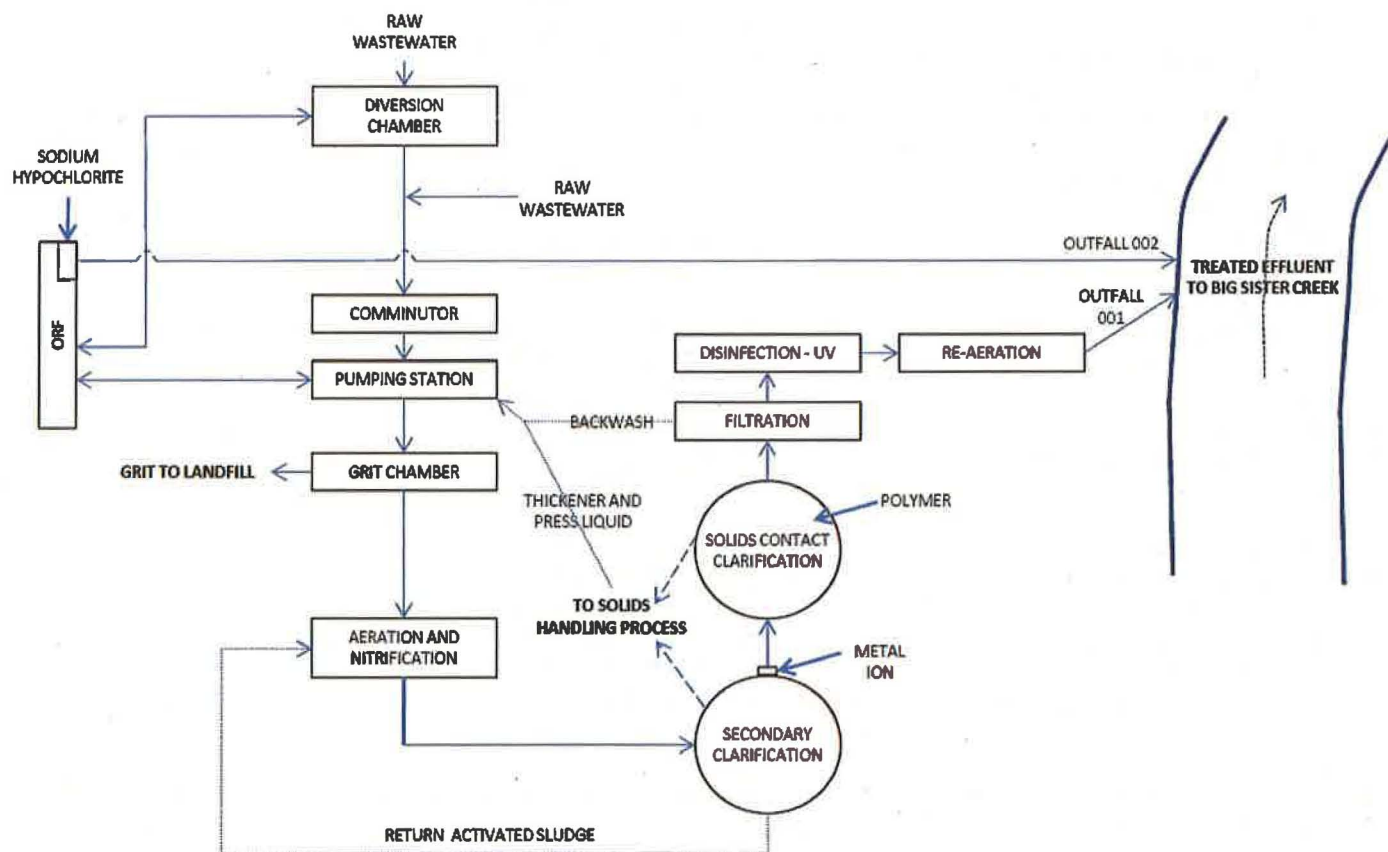 RAW
WASTEWATER
DIVERSION
CHAMBER
SODIUM
HYPOCHLORITE
RAW
WASTEWATER
ORF
OUTFALL 002
TREATED EFFLUENT
TO BIG SISTER CREEK
OUTFALL
001
COMMINUTOR
DISINFECTION - UV
RE-AERATION
PUMPING STATION
BACKWASH
FILTRATION
GRIT TO LANDFILL
GRIT CHAMBER
THICKENER AND
PRESS LIQUID
POLYMER
SOLIDS CONTACT
CLARIFICATION
TO SOLIDS
HANDLING PROCESS
AERATION AND
NITRIFICATION
METAL
ION
SECONDARY
CLARIFICATION
RETURN ACTIVATED SLUDGE